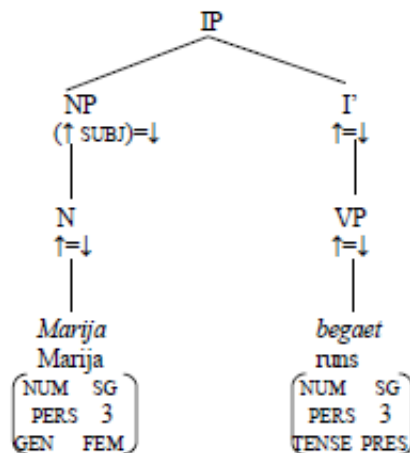 IP
NP I'
(↑ SUBJ)=↓ ↑=↓
N VP
↑=↓ ↑=↓
Marija begaet
Marija runs
NUM SG NUM SG
PERS 3 PERS 3
GEN FEM TENSE PRES